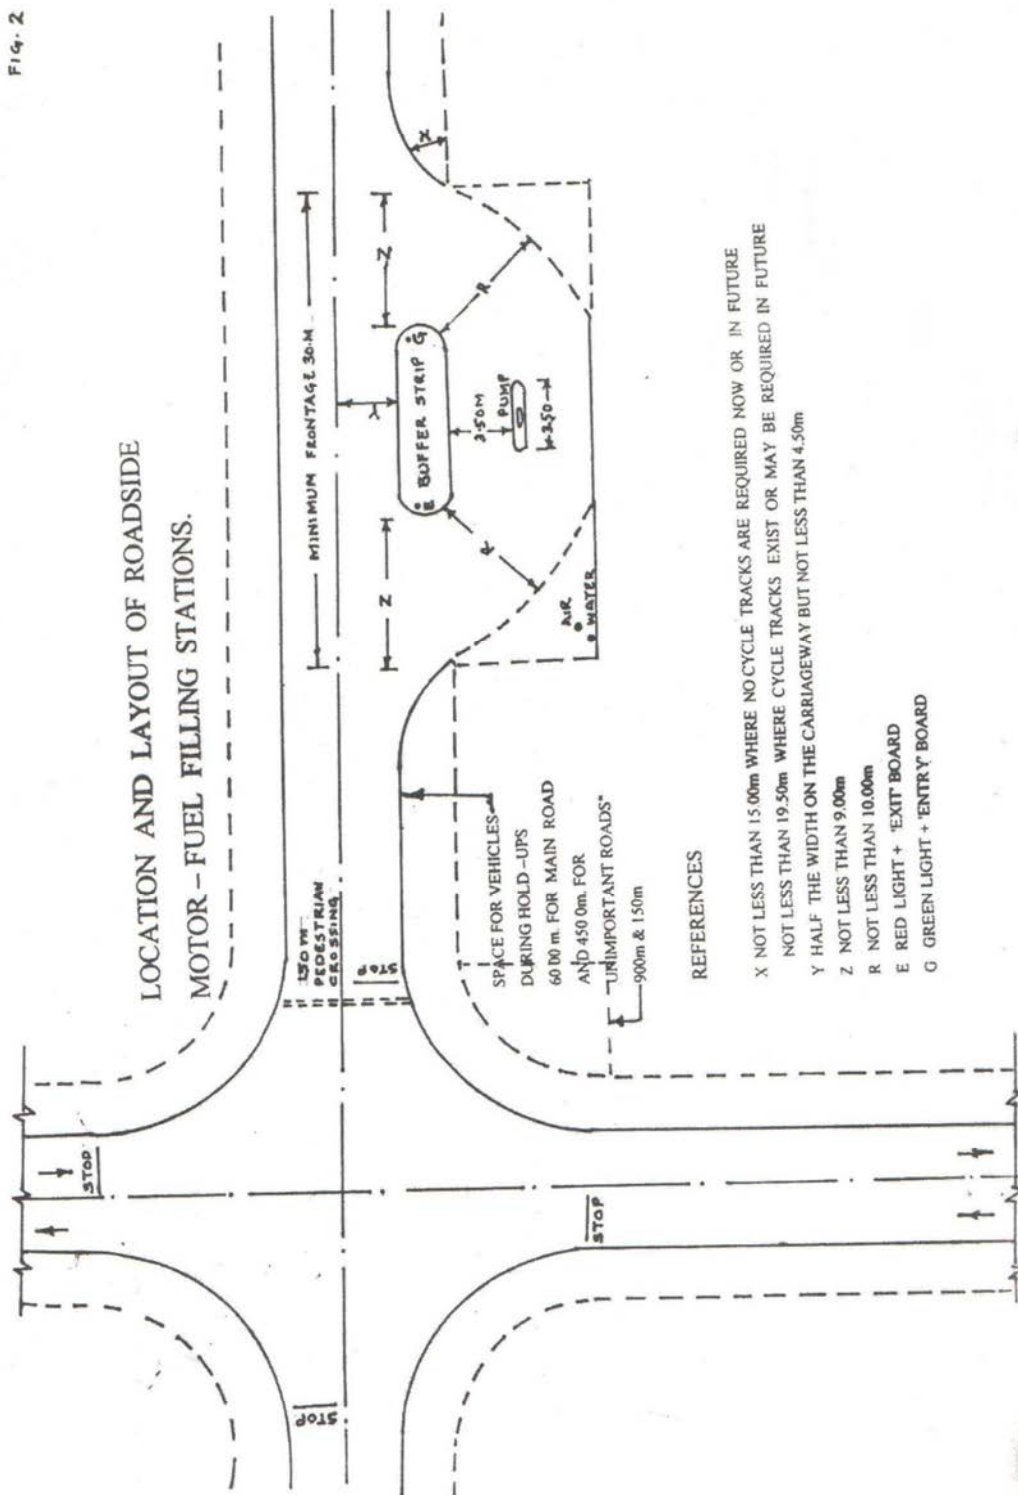 FIG. 2
LOCATION AND LAYOUT OF ROADSIDE
MOTOR-FUEL FILLING STATIONS.
MINIMUM FRONTAGE 30.M
X
Z
Z
Y
R
R
E BUFFER STRIP G
3.50M
PUMP
AIR
WATER
PEDESTRIAN
CROSSING
STOP
STOP
STOP
STOP
SPACE FOR VEHICLES
DURING HOLD-UPS
60 00 m. FOR MAIN ROAD
AND 450 0m. FOR
UNIMPORTANT ROADS"
900m & 150m
REFERENCES
X NOT LESS THAN 15.00m WHERE NO CYCLE TRACKS ARE REQUIRED NOW OR IN FUTURE
NOT LESS THAN 19.50m WHERE CYCLE TRACKS EXIST OR MAY BE REQUIRED IN FUTURE
Y HALF THE WIDTH ON THE CARRIAGEWAY BUT NOT LESS THAN 4.50m
Z NOT LESS THAN 9.00m
R NOT LESS THAN 10.00m
E RED LIGHT + 'EXIT' BOARD
G GREEN LIGHT + 'ENTRY' BOARD